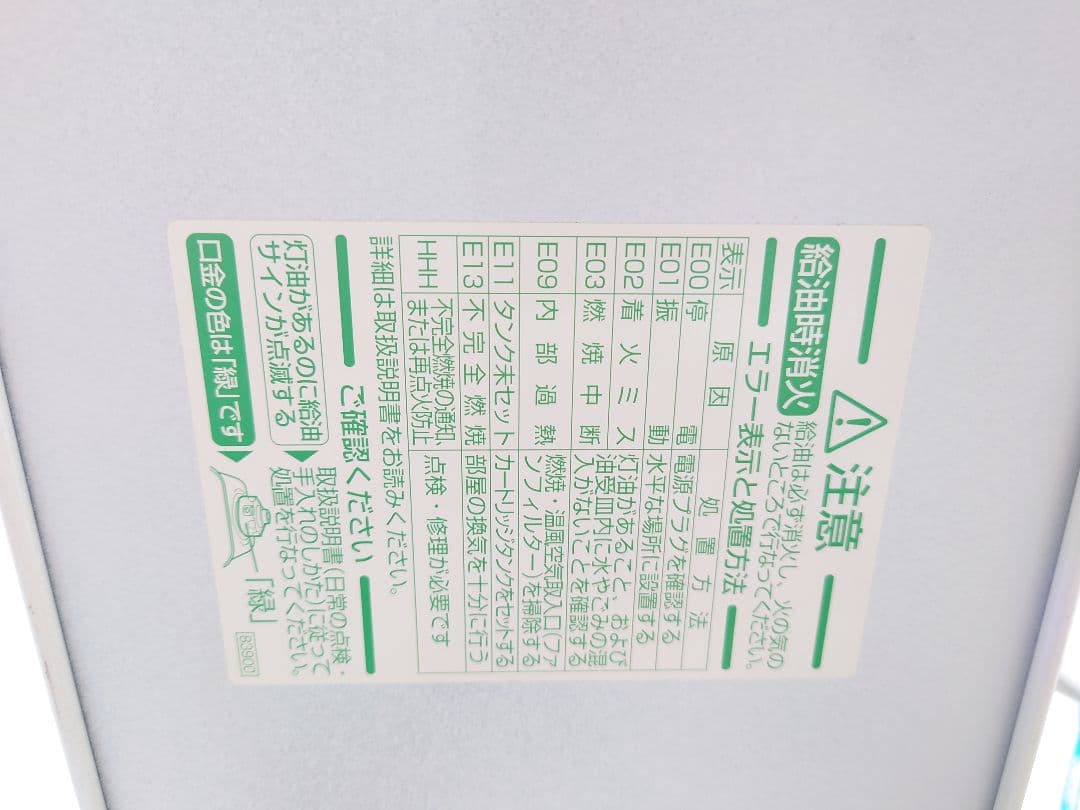 注意
給油時消火
給油は必ず消火し、火の気の
ないところで行なってください。
エラー表示と処置方法
表示 原因 処置方法
E00 停電 電源プラグを確認する
E01 振動 水平な場所に設置する
E02 着火ミス 灯油があること、および
E03 燃焼中断 油受皿内に水やごみの混
入がないことを確認する
E09 内部過熱 燃焼・温風空気取入口(ファ
ンフィルター)を掃除する
E11 タンク未セット カートリッジタンクをセットする
E13 不完全燃焼 部屋の換気を十分に行う
HHH 不完全燃焼の通知、
または再点火防止 点検・修理が必要です
詳細は取扱説明書をお読みください。
ご確認ください
灯油があるのに給油
サインが点滅する
取扱説明書(日常の点検・
手入れのしかた)に従って
処置を行なってください。
口金の色は「緑」です
「緑」
83900